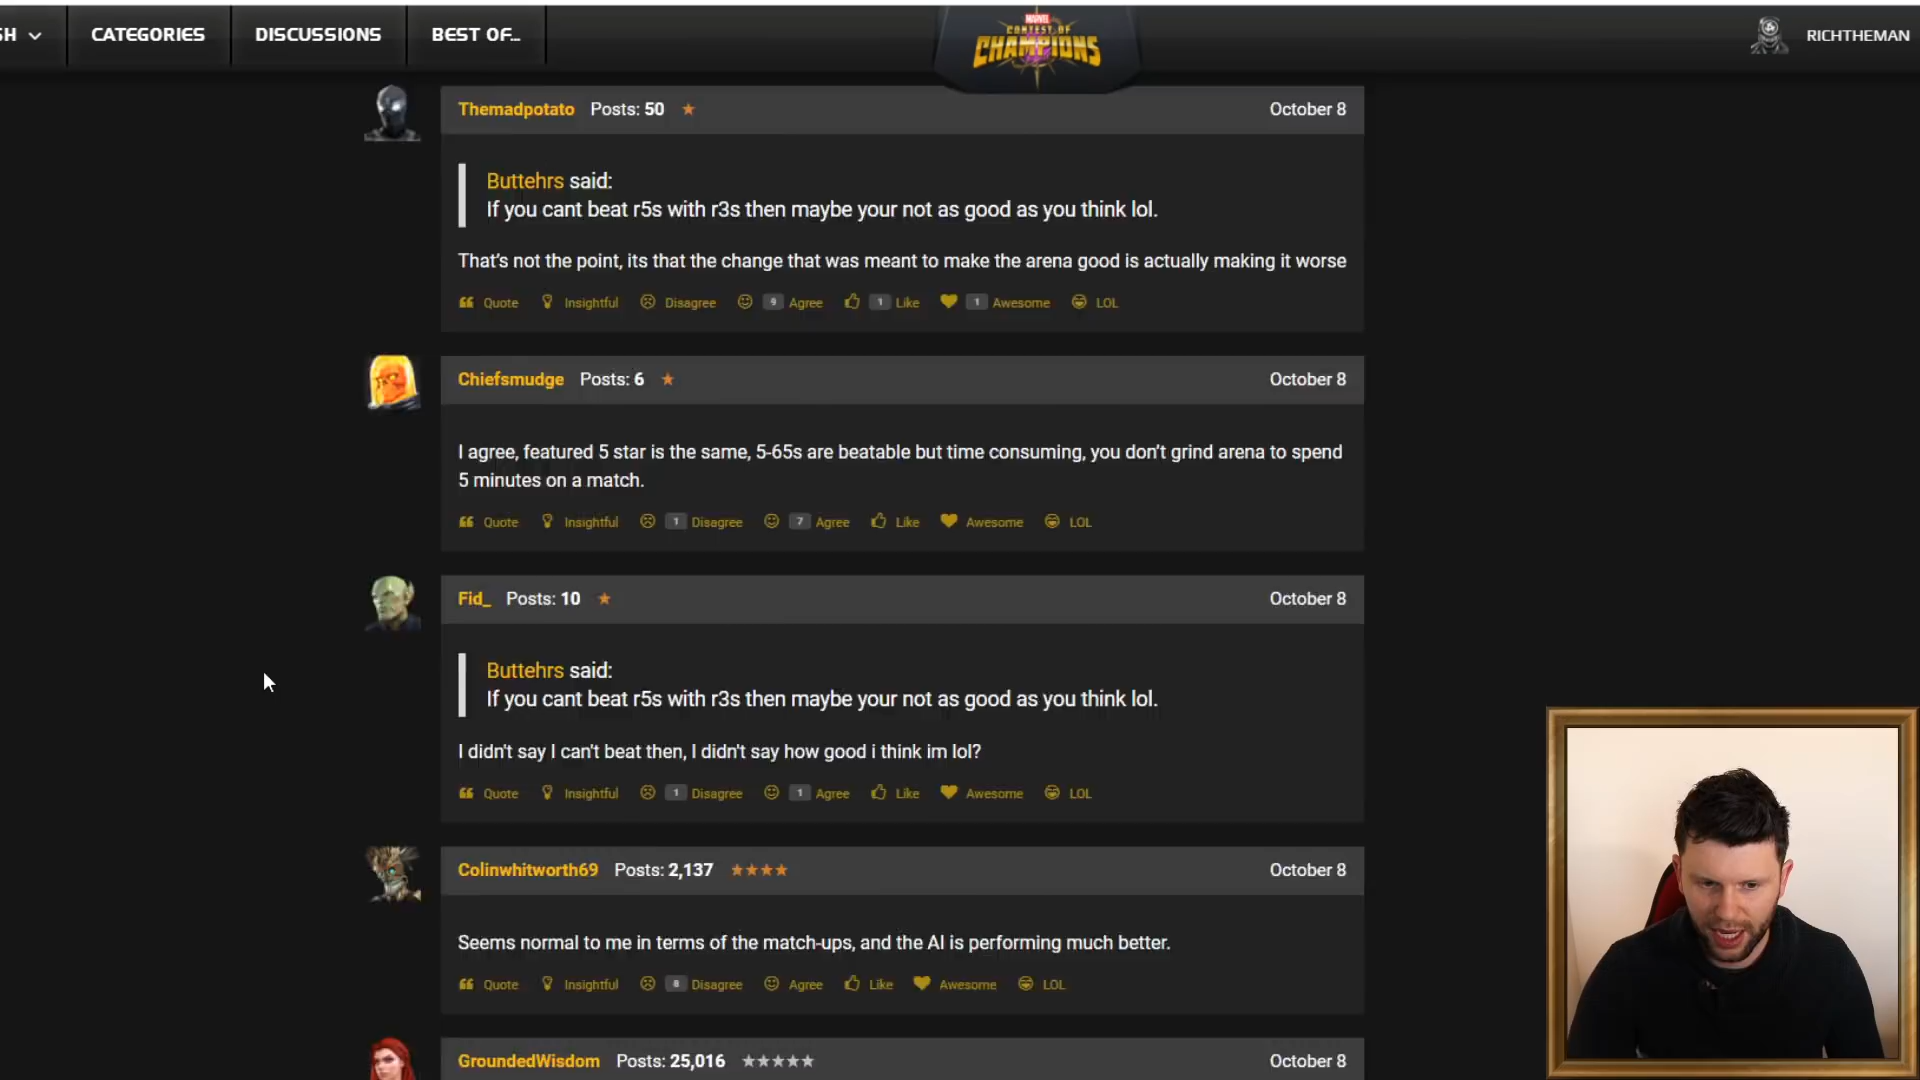 SH
CATEGORIES
DISCUSSIONS
BEST OF...
MARVEL
CONTEST OF
CHAMPIONS
RICHTHEMAN
Themadpotato Posts: 50 October 8
Buttehrs said:
If you cant beat r5s with r3s then maybe your not as good as you think lol.
That's not the point, its that the change that was meant to make the arena good is actually making it worse
Quote Insightful Disagree 9 Agree 1 Like 1 Awesome LOL
Chiefsmudge Posts: 6 October 8
I agree, featured 5 star is the same, 5-65s are beatable but time consuming, you don't grind arena to spend
5 minutes on a match.
Quote Insightful 1 Disagree 7 Agree Like Awesome LOL
Fid_ Posts: 10 October 8
Buttehrs said:
If you cant beat r5s with r3s then maybe your not as good as you think lol.
I didn't say I can't beat then, I didn't say how good i think im lol?
Quote Insightful 1 Disagree 1 Agree Like Awesome LOL
Colinwhitworth69 Posts: 2,137 October 8
Seems normal to me in terms of the match-ups, and the AI is performing much better.
Quote Insightful 8 Disagree Agree Like Awesome LOL
GroundedWisdom Posts: 25,016 October 8